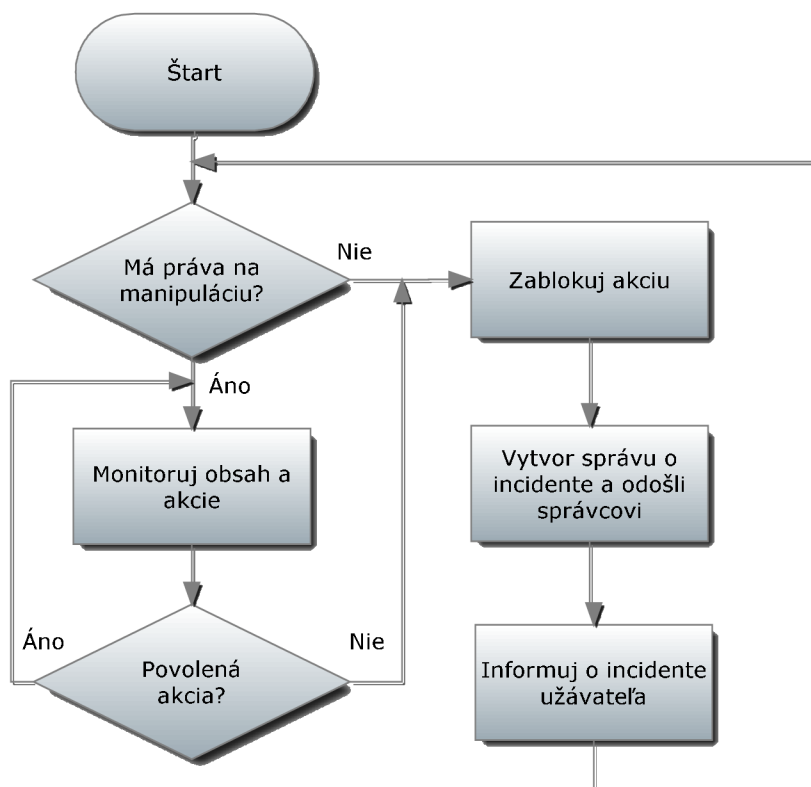 Štart
Má práva na
manipuláciu?
Nie
Zablokuj akciu
Áno
Monitoruj obsah a
akcie
Vytvor správu o
incidente a odošli
správcovi
Áno
Povolená
akcia?
Nie
Informuj o incidente
užávateľa